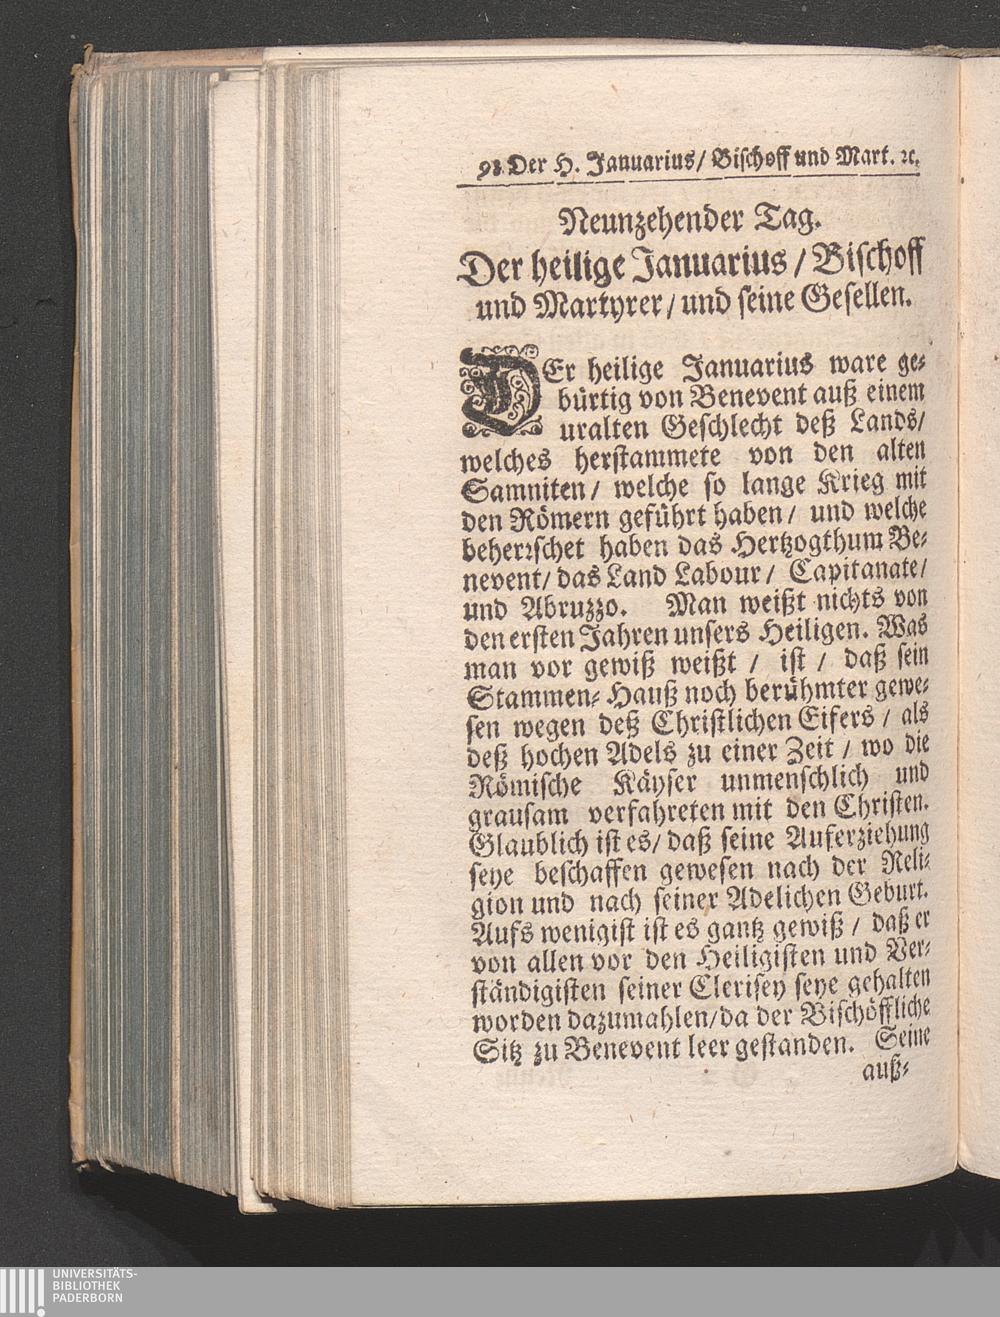 98 Der H. Januarius/ Bischoff und Mart. ꝛc.
Neunzehender Tag.
Der heilige Januarius / Bischoff
und Martyrer / und seine Gesellen.
DEr heilige Januarius ware ge-
bürtig von Benevent auß einem
uralten Geschlecht deß Lands/
welches herstammete von den alten
Samniten / welche so lange Krieg mit
den Römern geführt haben / und welche
beherꝛschet haben das Hertzogthum Be-
nevent/ das Land Labour / Capitanate/
und Abruzzo. Man weißt nichts von
den ersten Jahren unsers Heiligen. Was
man vor gewiß weißt / ist / daß sein
Stammen-Hauß noch berühmter gewe-
sen wegen deß Christlichen Eifers / als
deß hochen Adels zu einer Zeit / wo die
Römische Käyser unmenschlich und
grausam verfahreten mit den Christen.
Glaublich ist es/ daß seine Auferziehung
seye beschaffen gewesen nach der Reli-
gion und nach seiner Adelichen Geburt.
Aufs wenigist ist es gantz gewiß / daß er
von allen vor den Heiligisten und Ver-
ständigisten seiner Clerisey seye gehalten
worden dazumahlen/da der Bischöffliche
Sitz zu Benevent leer gestanden. Seine
auß-
UNIVERSITÄTS-
BIBLIOTHEK
PADERBORN